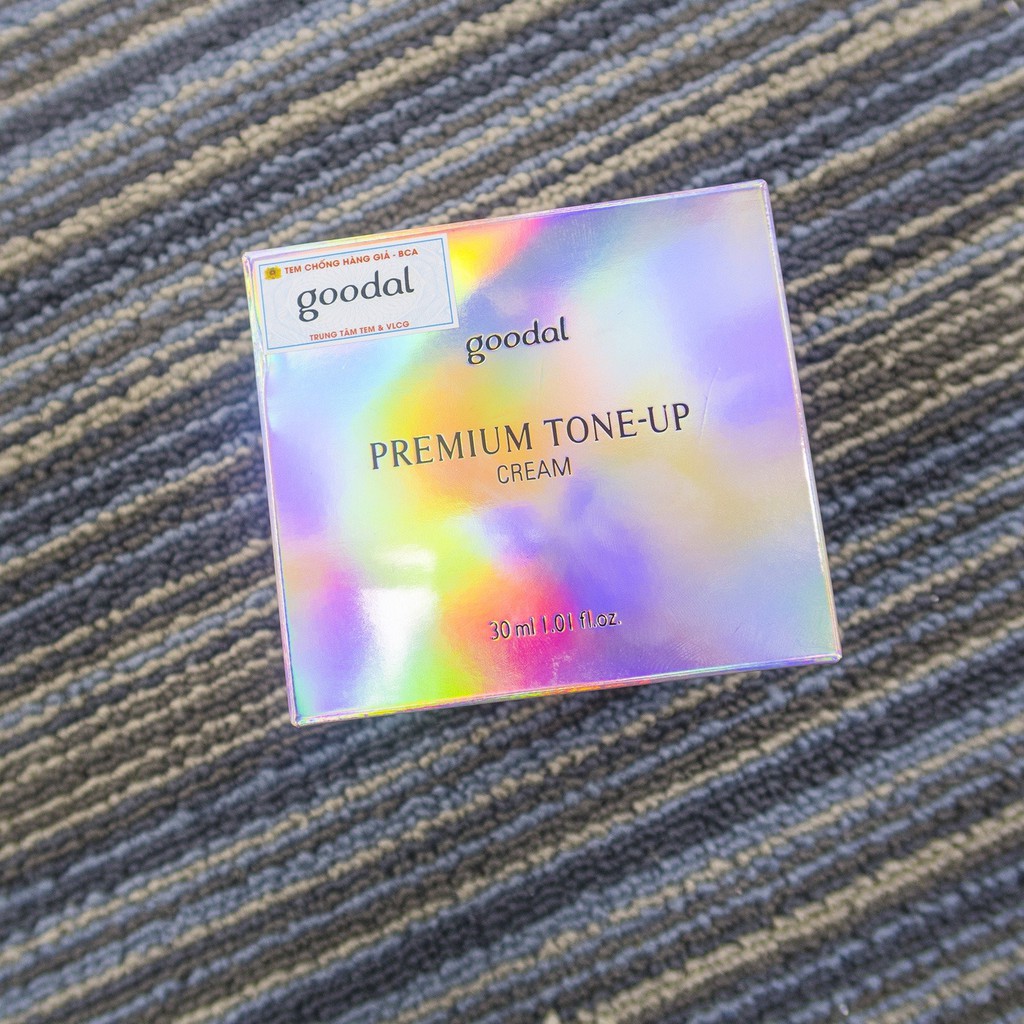 TEM CHỐNG HÀNG GIẢ - BCA
goodal
TRUNG TÂM TEM & VLCG
goodal
PREMIUM TONE-UP
CREAM
30 ml 1.01 fl.oz.